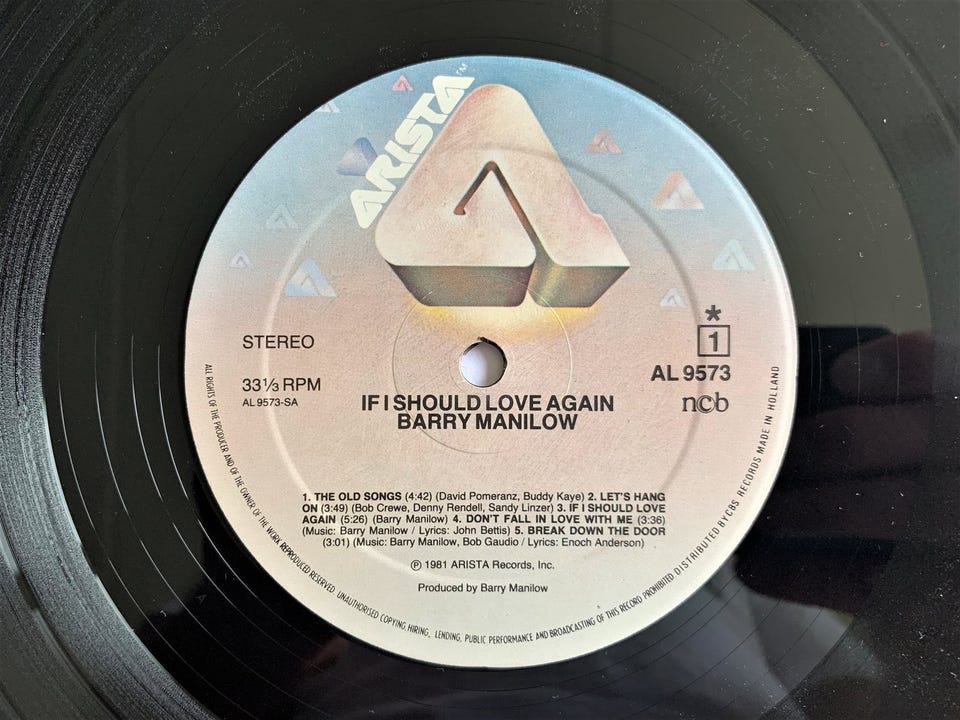 ARISTA™
STEREO
*
1
33⅓ RPM
AL 9573
AL 9573-SA
ncb
IF I SHOULD LOVE AGAIN
BARRY MANILOW
1. THE OLD SONGS (4:42) (David Pomeranz, Buddy Kaye) 2. LET'S HANG
ON (3:49) (Bob Crewe, Denny Rendell, Sandy Linzer) 3. IF I SHOULD LOVE
AGAIN (5:26) (Barry Manilow) 4. DON'T FALL IN LOVE WITH ME (3:36)
(Music: Barry Manilow / Lyrics: John Bettis) 5. BREAK DOWN THE DOOR
(3:01) (Music: Barry Manilow, Bob Gaudio / Lyrics: Enoch Anderson)
℗ 1981 ARISTA Records, Inc.
Produced by Barry Manilow
ALL RIGHTS OF THE PRODUCER AND OF THE OWNER OF THE WORK REPRODUCED RESERVED. UNAUTHORISED COPYING, HIRING, LENDING, PUBLIC PERFORMANCE AND BROADCASTING OF THIS RECORD PROHIBITED. DISTRIBUTED BY CBS RECORDS MADE IN HOLLAND